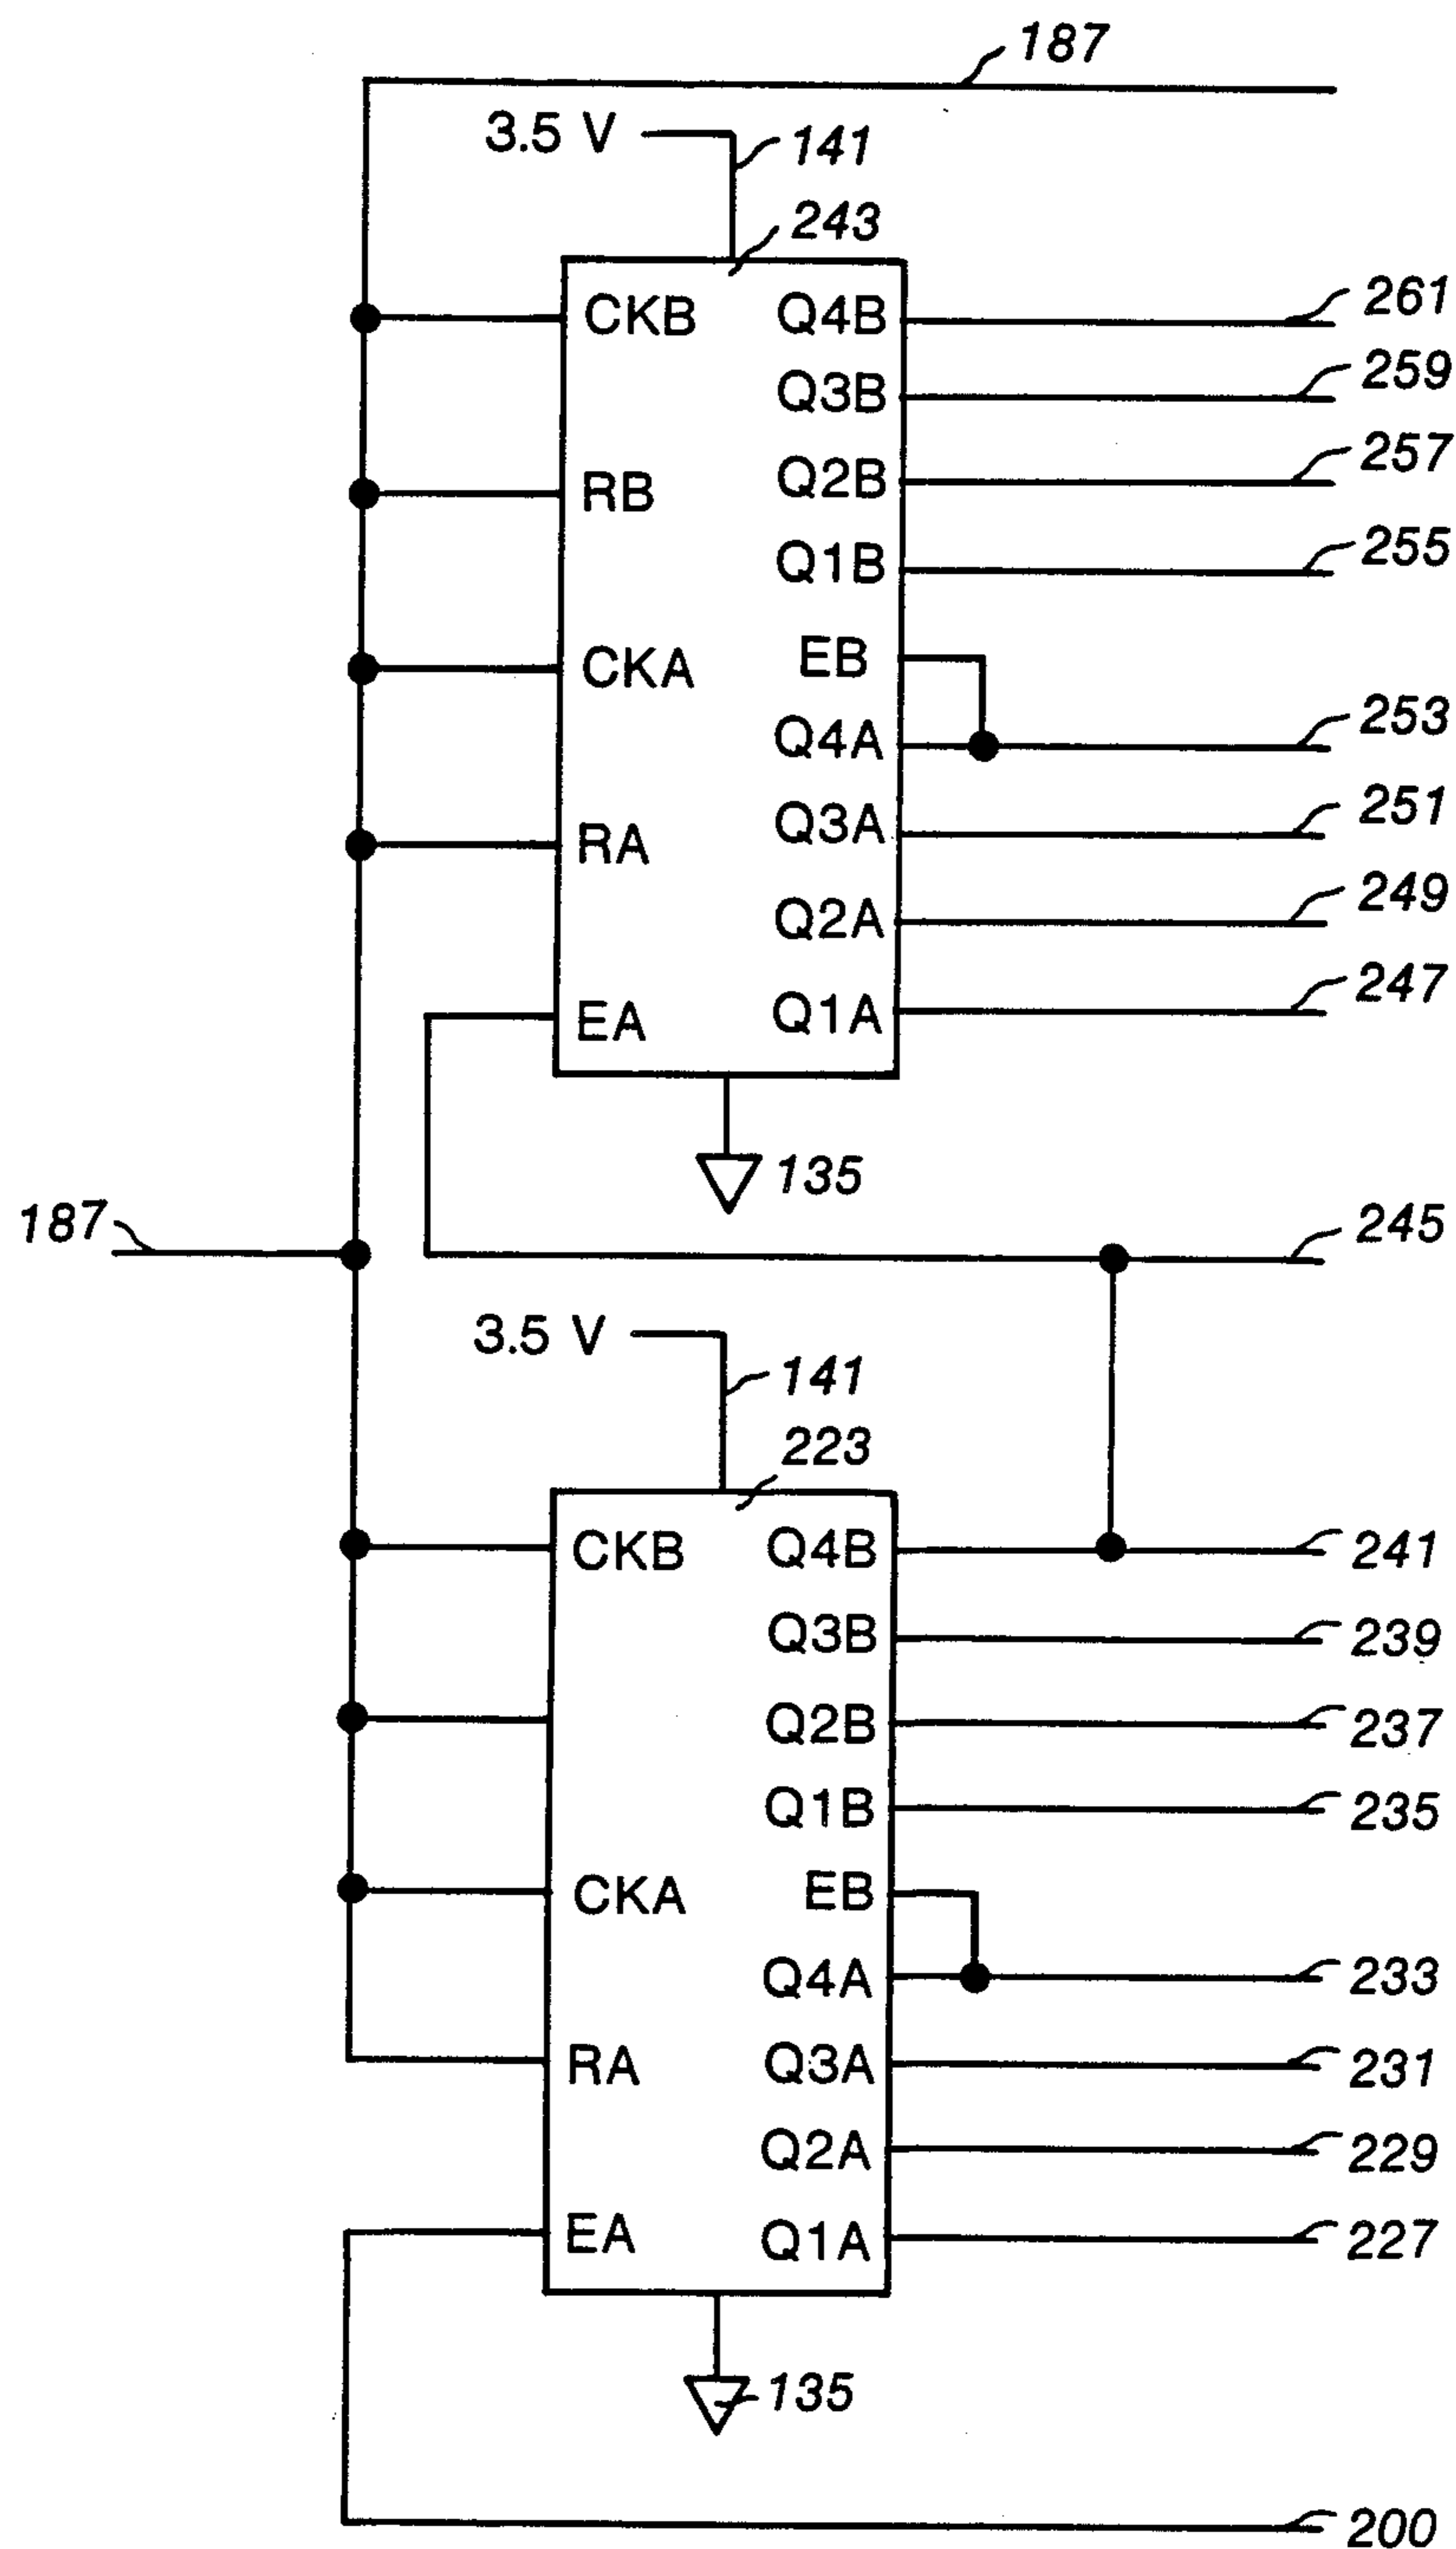 187
3.5 V
141
243
CKB Q4B 261
Q3B 259
RB Q2B 257
Q1B 255
CKA EB
Q4A 253
RA Q3A 251
Q2A 249
EA Q1A 247
135
187 245
3.5 V
141
223
CKB Q4B 241
Q3B 239
Q2B 237
Q1B 235
CKA EB
Q4A 233
RA Q3A 231
Q2A 229
EA Q1A 227
135
200